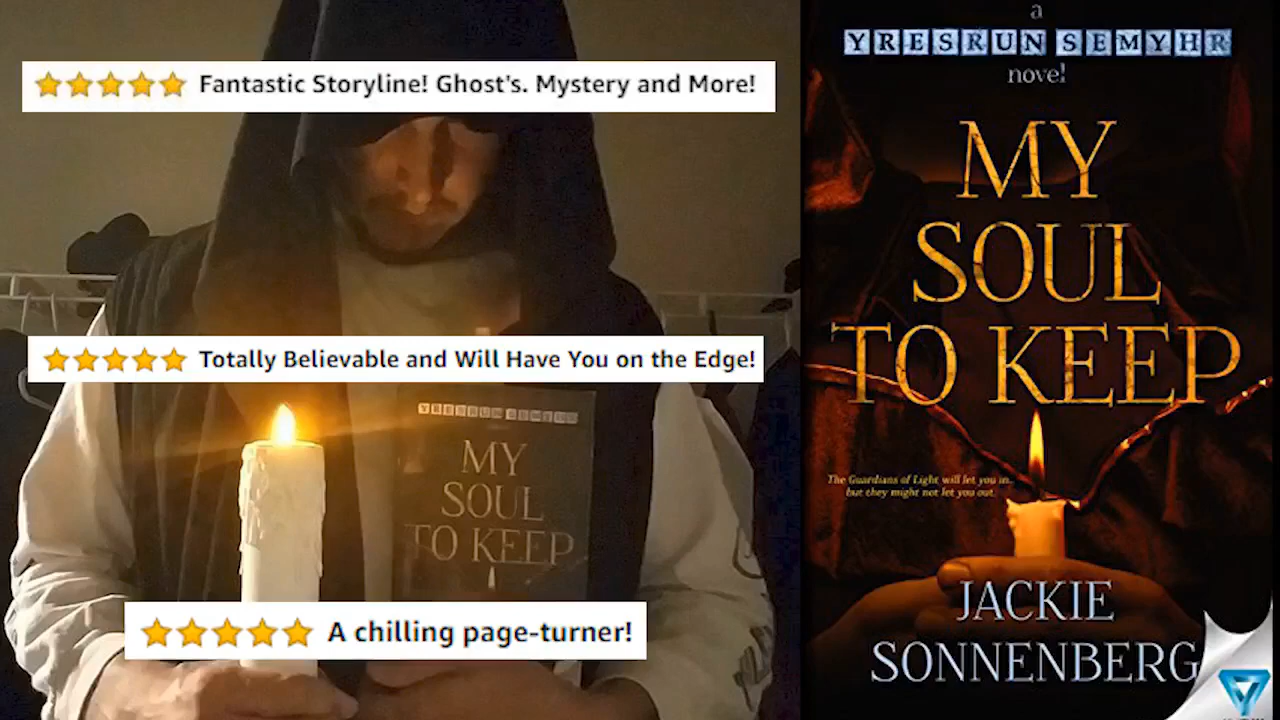 Fantastic Storyline! Ghost's. Mystery and More!
Totally Believable and Will Have You on the Edge!
YRESRUN SEMYHR
MY
SOUL
TO KEEP
A chilling page-turner!
a
YRESRUN SEMYHR
novel
MY
SOUL
TO KEEP
The Guardians of Light will let you in..
but they might not let you out.
JACKIE
SONNENBERG